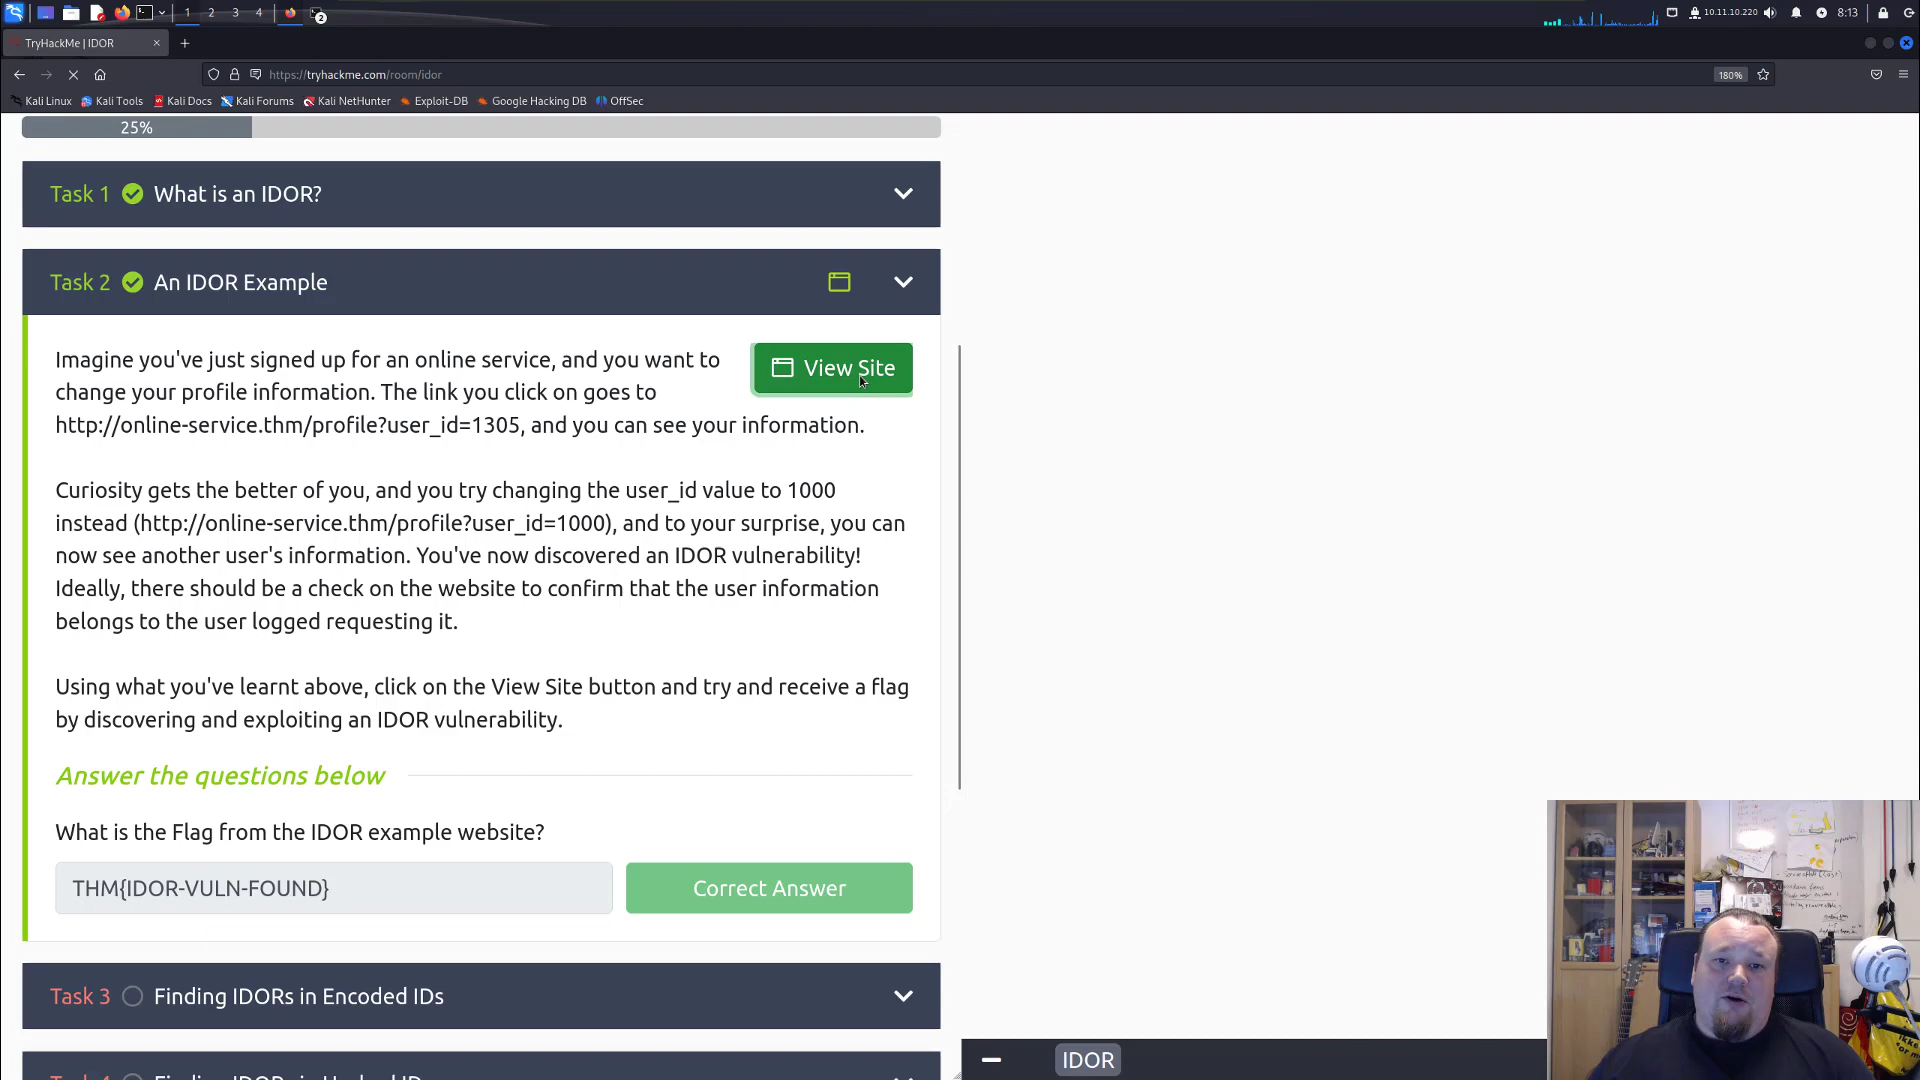 1 2 3 4 2 10.11.10.220 8:13
TryHackMe | IDOR
https://tryhackme.com/room/idor 180%
Kali Linux Kali Tools Kali Docs Kali Forums Kali NetHunter Exploit-DB Google Hacking DB OffSec
25%
Task 1 What is an IDOR?
Task 2 An IDOR Example
Imagine you've just signed up for an online service, and you want to
View Site
change your profile information. The link you click on goes to
http://online-service.thm/profile?user_id=1305, and you can see your information.
Curiosity gets the better of you, and you try changing the user_id value to 1000
instead (http://online-service.thm/profile?user_id=1000), and to your surprise, you can
now see another user's information. You've now discovered an IDOR vulnerability!
Ideally, there should be a check on the website to confirm that the user information
belongs to the user logged requesting it.
Using what you've learnt above, click on the View Site button and try and receive a flag
by discovering and exploiting an IDOR vulnerability.
Answer the questions below
What is the Flag from the IDOR example website?
THM{IDOR-VULN-FOUND} Correct Answer
Task 3 Finding IDORs in Encoded IDs
IDOR